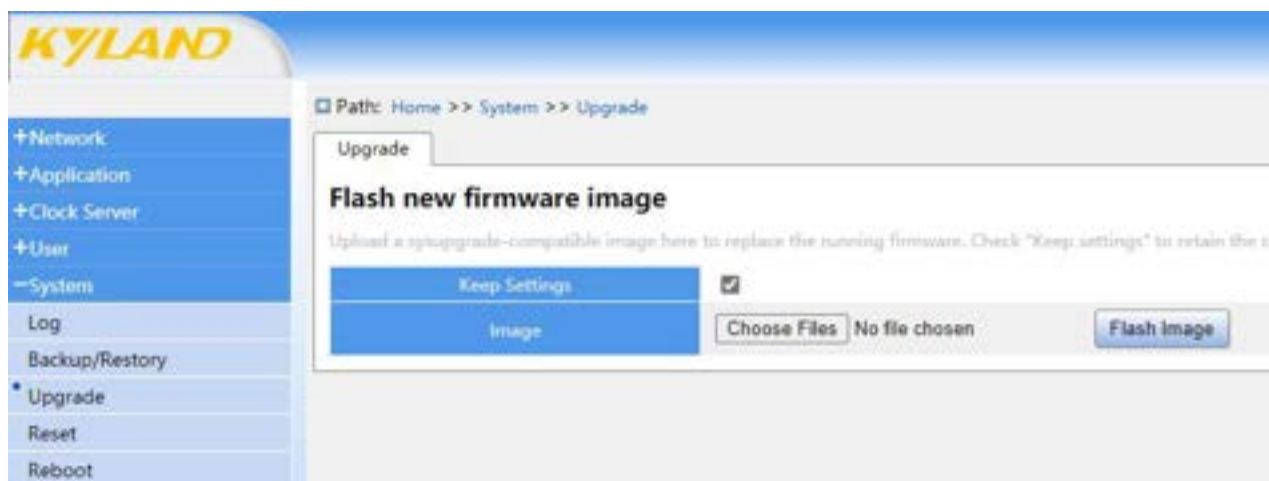 KYLAND
Path: Home >> System >> Upgrade
+Network
+Application
+Clock Server
+User
−System
Log
Backup/Restory
Upgrade
Reset
Reboot
Upgrade
Flash new firmware image
Upload a sysupgrade-compatible image here to replace the running firmware. Check "Keep settings" to retain the
Keep Settings
Image
Choose Files No file chosen
Flash Image